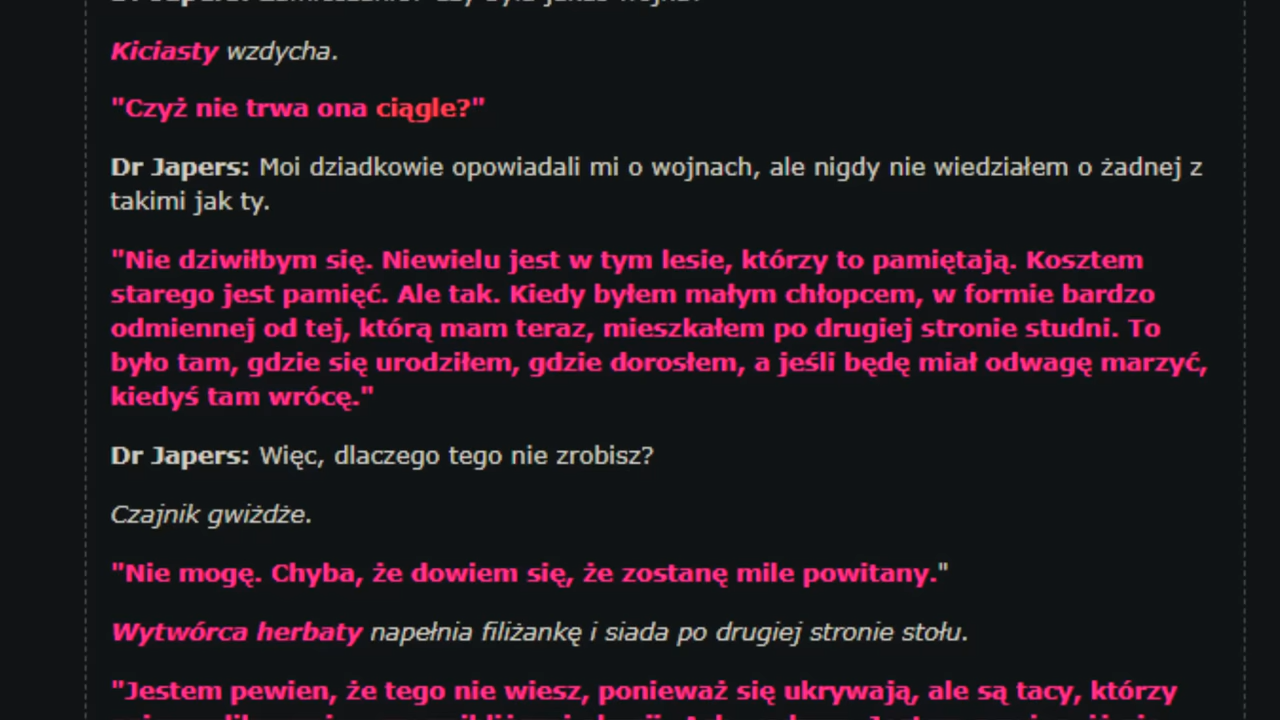 Kiciasty wzdycha.
"Czyż nie trwa ona ciągle?"
Dr Japers: Moi dziadkowie opowiadali mi o wojnach, ale nigdy nie wiedziałem o żadnej z
takimi jak ty.
"Nie dziwiłbym się. Niewielu jest w tym lesie, którzy to pamiętają. Kosztem
starego jest pamięć. Ale tak. Kiedy byłem małym chłopcem, w formie bardzo
odmiennej od tej, którą mam teraz, mieszkałem po drugiej stronie studni. To
było tam, gdzie się urodziłem, gdzie dorosłem, a jeśli będę miał odwagę marzyć,
kiedyś tam wrócę."
Dr Japers: Więc, dlaczego tego nie zrobisz?
Czajnik gwiżdże.
"Nie mogę. Chyba, że dowiem się, że zostanę mile powitany."
Wytwórca herbaty napełnia filiżankę i siada po drugiej stronie stołu.
"Jestem pewien, że tego nie wiesz, ponieważ się ukrywają, ale są tacy, którzy